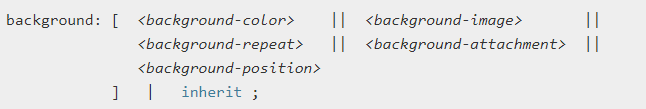 background: [ <background-color> || <background-image> ||
<background-repeat> || <background-attachment> ||
<background-position>
] | inherit ;